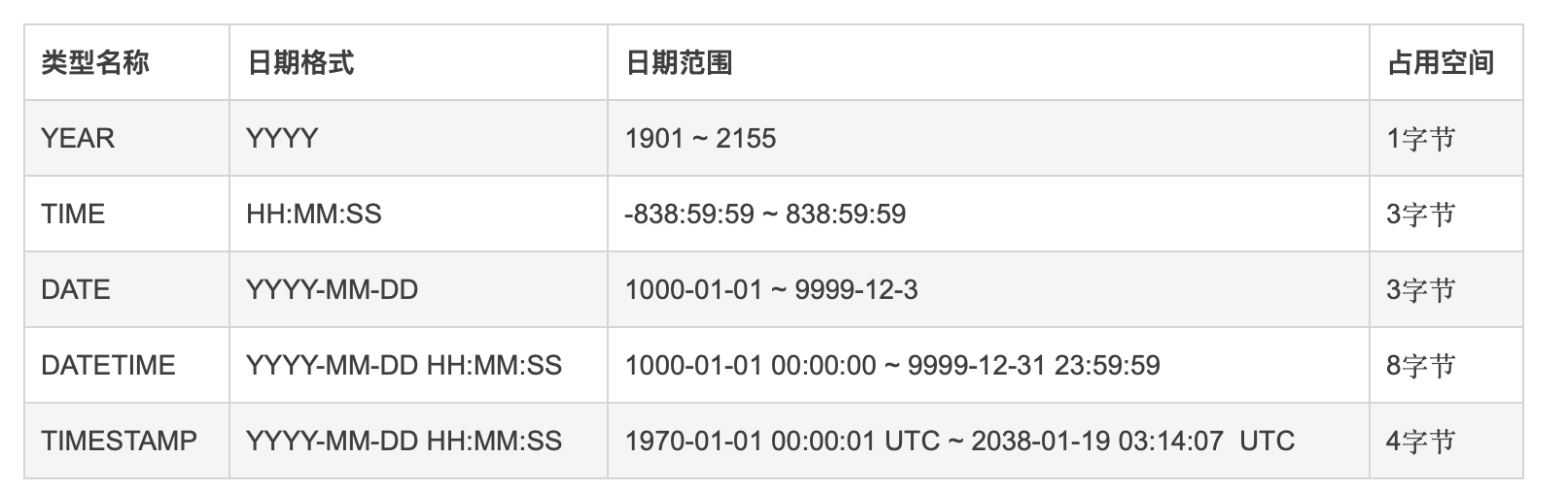 类型名称 日期格式 日期范围 占用空间
YEAR YYYY 1901 ~ 2155 1字节
TIME HH:MM:SS -838:59:59 ~ 838:59:59 3字节
DATE YYYY-MM-DD 1000-01-01 ~ 9999-12-3 3字节
DATETIME YYYY-MM-DD HH:MM:SS 1000-01-01 00:00:00 ~ 9999-12-31 23:59:59 8字节
TIMESTAMP YYYY-MM-DD HH:MM:SS 1970-01-01 00:00:01 UTC ~ 2038-01-19 03:14:07  UTC 4字节